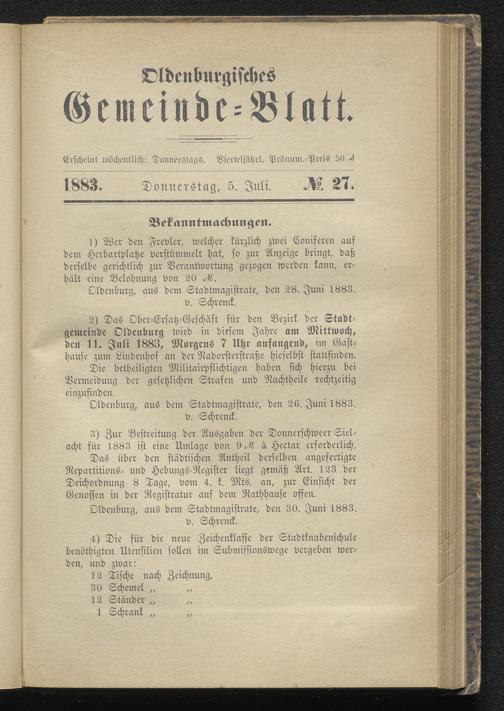 Oldenburgisches
Gemeinde-Blatt.
Erscheint wöchentlich: Donnerstags. Vierteljährl. Pränum.-Preis 50 ₰
1883. Donnerstag, 5. Juli. № 27.
Bekanntmachungen.
1) Wer den Frevler, welcher kürzlich zwei Coniferen auf
dem Herbartplatze verstümmelt hat, so zur Anzeige bringt, daß
derselbe gerichtlich zur Verantwortung gezogen werden kann, er-
hält eine Belohnung von 20 ℳ.
Oldenburg, aus dem Stadtmagistrate, den 28. Juni 1883.
v. Schrenck.
2) Das Ober-Ersatz-Geschäft für den Bezirk der Stadt-
gemeinde Oldenburg wird in diesem Jahre am Mittwoch,
den 11. Juli 1883, Morgens 7 Uhr anfangend, im Gast-
hause zum Lindenhof an der Nadorsterstraße hieselbst stattfinden.
Die betheiligten Militairpflichtigen haben sich hierzu bei
Vermeidung der gesetzlichen Strafen und Nachtheile rechtzeitig
einzufinden.
Oldenburg, aus dem Stadtmagistrate, den 26. Juni 1883.
v. Schrenck.
3) Zur Bestreitung der Ausgaben der Donnerschweer Siel-
acht für 1883 ist eine Umlage von 9 ℳ à Hectar erforderlich.
Das über den städtischen Antheil derselben angefertigte
Repartitions- und Hebungs-Register liegt gemäß Art. 123 der
Deichordnung 8 Tage, vom 4. k. Mts. an, zur Einsicht der
Genossen in der Registratur auf dem Rathhause offen.
Oldenburg, aus dem Stadtmagistrate, den 30. Juni 1883.
v. Schrenck.
4) Die für die neue Zeichenklasse der Stadtknabenschule
benöthigten Utensilien sollen im Submissionswege vergeben wer-
den, und zwar:
12 Tische nach Zeichnung,
30 Schemel „ „
12 Ständer „ „
1 Schrank „ „